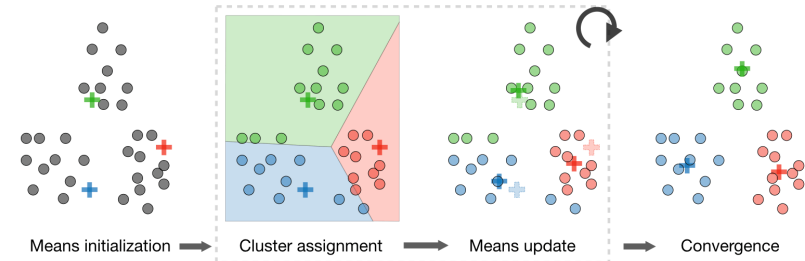 Means initialization
Cluster assignment
Means update
Convergence